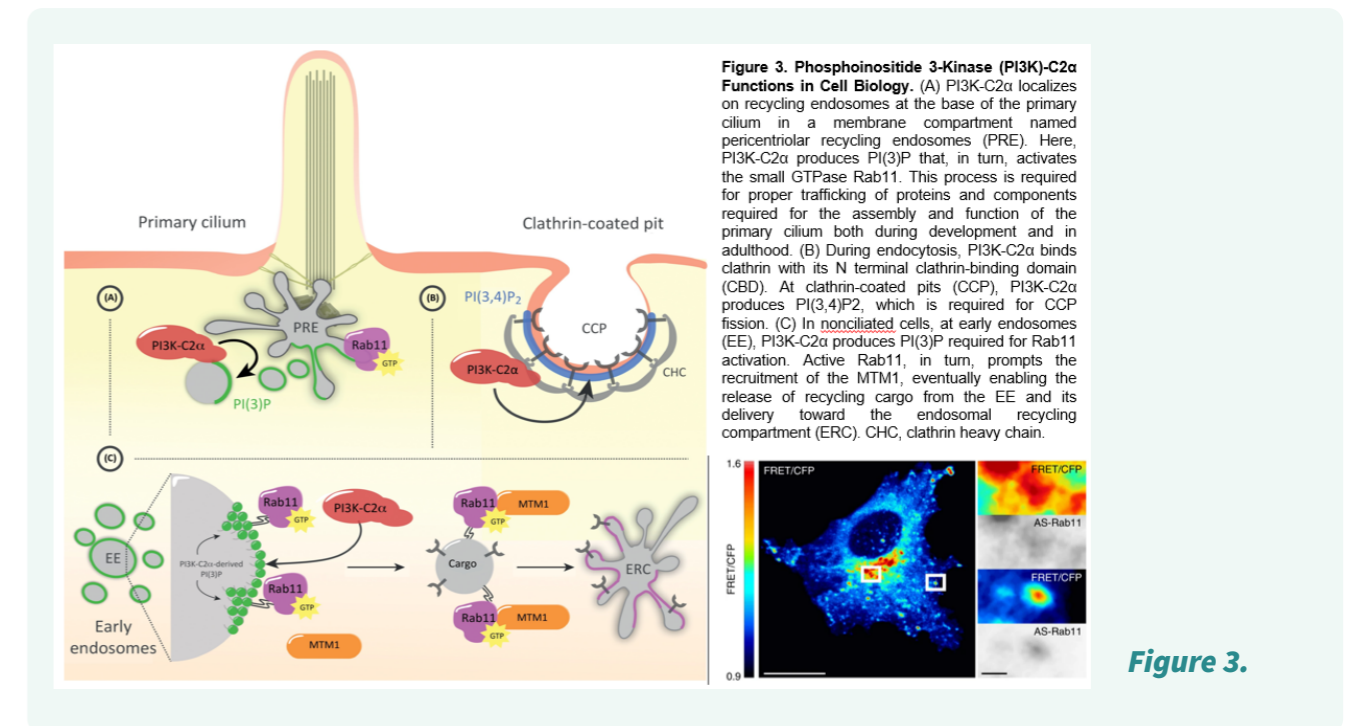 Primary cilium
Clathrin-coated pit
(A)
PI3K-C2α
PRE
Rab11
GTP
PI(3)P
(B)
PI(3,4)P2
CCP
PI3K-C2α
CHC
(C)
EE
Early
endosomes
PI3K-C2α-derived
PI(3)P
Rab11
GTP
PI3K-C2α
Rab11
GTP
MTM1
Rab11
MTM1
GTP
Cargo
Rab11
MTM1
GTP
ERC
Figure 3. Phosphoinositide 3-Kinase (PI3K)-C2α
Functions in Cell Biology. (A) PI3K-C2α localizes
on recycling endosomes at the base of the primary
cilium in a membrane compartment named
pericentriolar recycling endosomes (PRE). Here,
PI3K-C2α produces PI(3)P that, in turn, activates
the small GTPase Rab11. This process is required
for proper trafficking of proteins and components
required for the assembly and function of the
primary cilium both during development and in
adulthood. (B) During endocytosis, PI3K-C2α binds
clathrin with its N terminal clathrin-binding domain
(CBD). At clathrin-coated pits (CCP), PI3K-C2α
produces PI(3,4)P2, which is required for CCP
fission. (C) In nonciliated cells, at early endosomes
(EE), PI3K-C2α produces PI(3)P required for Rab11
activation. Active Rab11, in turn, prompts the
recruitment of the MTM1, eventually enabling the
release of recycling cargo from the EE and its
delivery toward the endosomal recycling
compartment (ERC). CHC, clathrin heavy chain.
1.6
FRET/CFP
0.9
FRET/CFP
FRET/CFP
AS-Rab11
FRET/CFP
AS-Rab11
Figure 3.